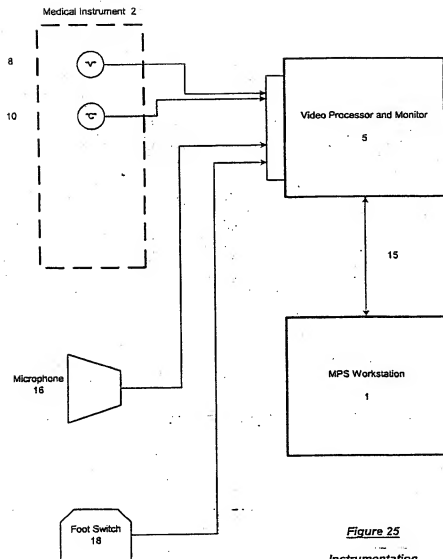 Medical Instrument 2
8
"V"
10
"C"
Video Processor and Monitor
5
15
MPS Workstation
1
Microphone
16
Foot Switch
18
Figure 25
Instrumentation